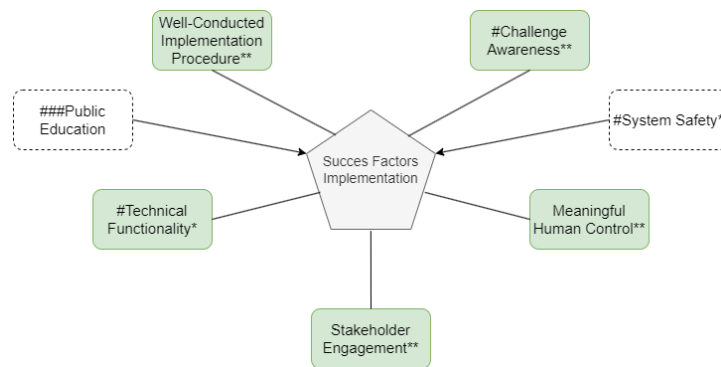 Well-Conducted
Implementation
Procedure**
#Challenge
Awareness**
###Public
Education
#System Safety*
Succes Factors
Implementation
#Technical
Functionality*
Meaningful
Human Control**
Stakeholder
Engagement**